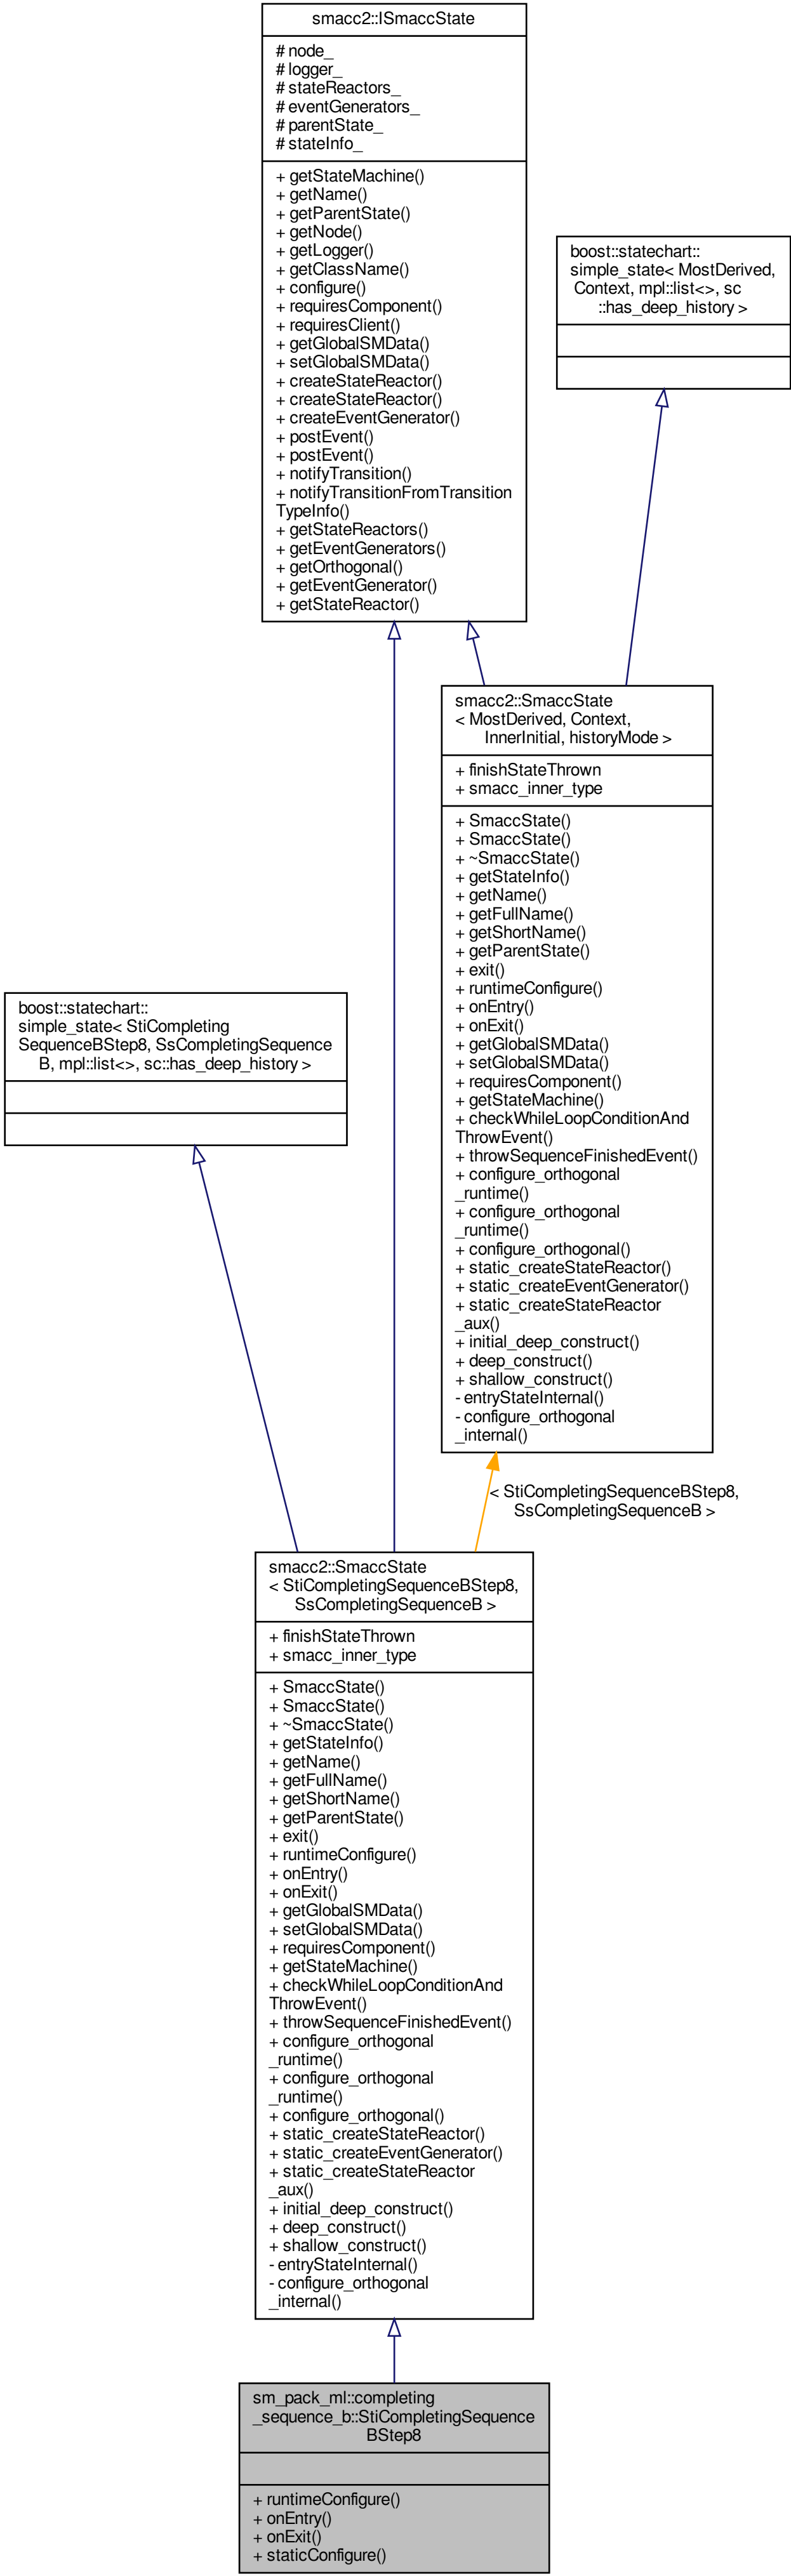 smacc2::ISmaccState
# node_
# logger_
# stateReactors_
# eventGenerators_
# parentState_
# stateInfo_
+ getStateMachine()
+ getName()
+ getParentState()
+ getNode()
+ getLogger()
+ getClassName()
+ configure()
+ requiresComponent()
+ requiresClient()
+ getGlobalSMData()
+ setGlobalSMData()
+ createStateReactor()
+ createStateReactor()
+ createEventGenerator()
+ postEvent()
+ postEvent()
+ notifyTransition()
+ notifyTransitionFromTransition
TypeInfo()
+ getStateReactors()
+ getEventGenerators()
+ getOrthogonal()
+ getEventGenerator()
+ getStateReactor()
boost::statechart::
simple_state< MostDerived,
Context, mpl::list<>, sc
::has_deep_history >
smacc2::SmaccState
< MostDerived, Context,
InnerInitial, historyMode >
+ finishStateThrown
+ smacc_inner_type
+ SmaccState()
+ SmaccState()
+ ~SmaccState()
+ getStateInfo()
+ getName()
+ getFullName()
+ getShortName()
+ getParentState()
+ exit()
+ runtimeConfigure()
+ onEntry()
+ onExit()
+ getGlobalSMData()
+ setGlobalSMData()
+ requiresComponent()
+ getStateMachine()
+ checkWhileLoopConditionAnd
ThrowEvent()
+ throwSequenceFinishedEvent()
+ configure_orthogonal
_runtime()
+ configure_orthogonal
_runtime()
+ configure_orthogonal()
+ static_createStateReactor()
+ static_createEventGenerator()
+ static_createStateReactor
_aux()
+ initial_deep_construct()
+ deep_construct()
+ shallow_construct()
- entryStateInternal()
- configure_orthogonal
_internal()
boost::statechart::
simple_state< StiCompleting
SequenceBStep8, SsCompletingSequence
B, mpl::list<>, sc::has_deep_history >
< StiCompletingSequenceBStep8,
SsCompletingSequenceB >
smacc2::SmaccState
< StiCompletingSequenceBStep8,
SsCompletingSequenceB >
+ finishStateThrown
+ smacc_inner_type
+ SmaccState()
+ SmaccState()
+ ~SmaccState()
+ getStateInfo()
+ getName()
+ getFullName()
+ getShortName()
+ getParentState()
+ exit()
+ runtimeConfigure()
+ onEntry()
+ onExit()
+ getGlobalSMData()
+ setGlobalSMData()
+ requiresComponent()
+ getStateMachine()
+ checkWhileLoopConditionAnd
ThrowEvent()
+ throwSequenceFinishedEvent()
+ configure_orthogonal
_runtime()
+ configure_orthogonal
_runtime()
+ configure_orthogonal()
+ static_createStateReactor()
+ static_createEventGenerator()
+ static_createStateReactor
_aux()
+ initial_deep_construct()
+ deep_construct()
+ shallow_construct()
- entryStateInternal()
- configure_orthogonal
_internal()
sm_pack_ml::completing
_sequence_b::StiCompletingSequence
BStep8
+ runtimeConfigure()
+ onEntry()
+ onExit()
+ staticConfigure()